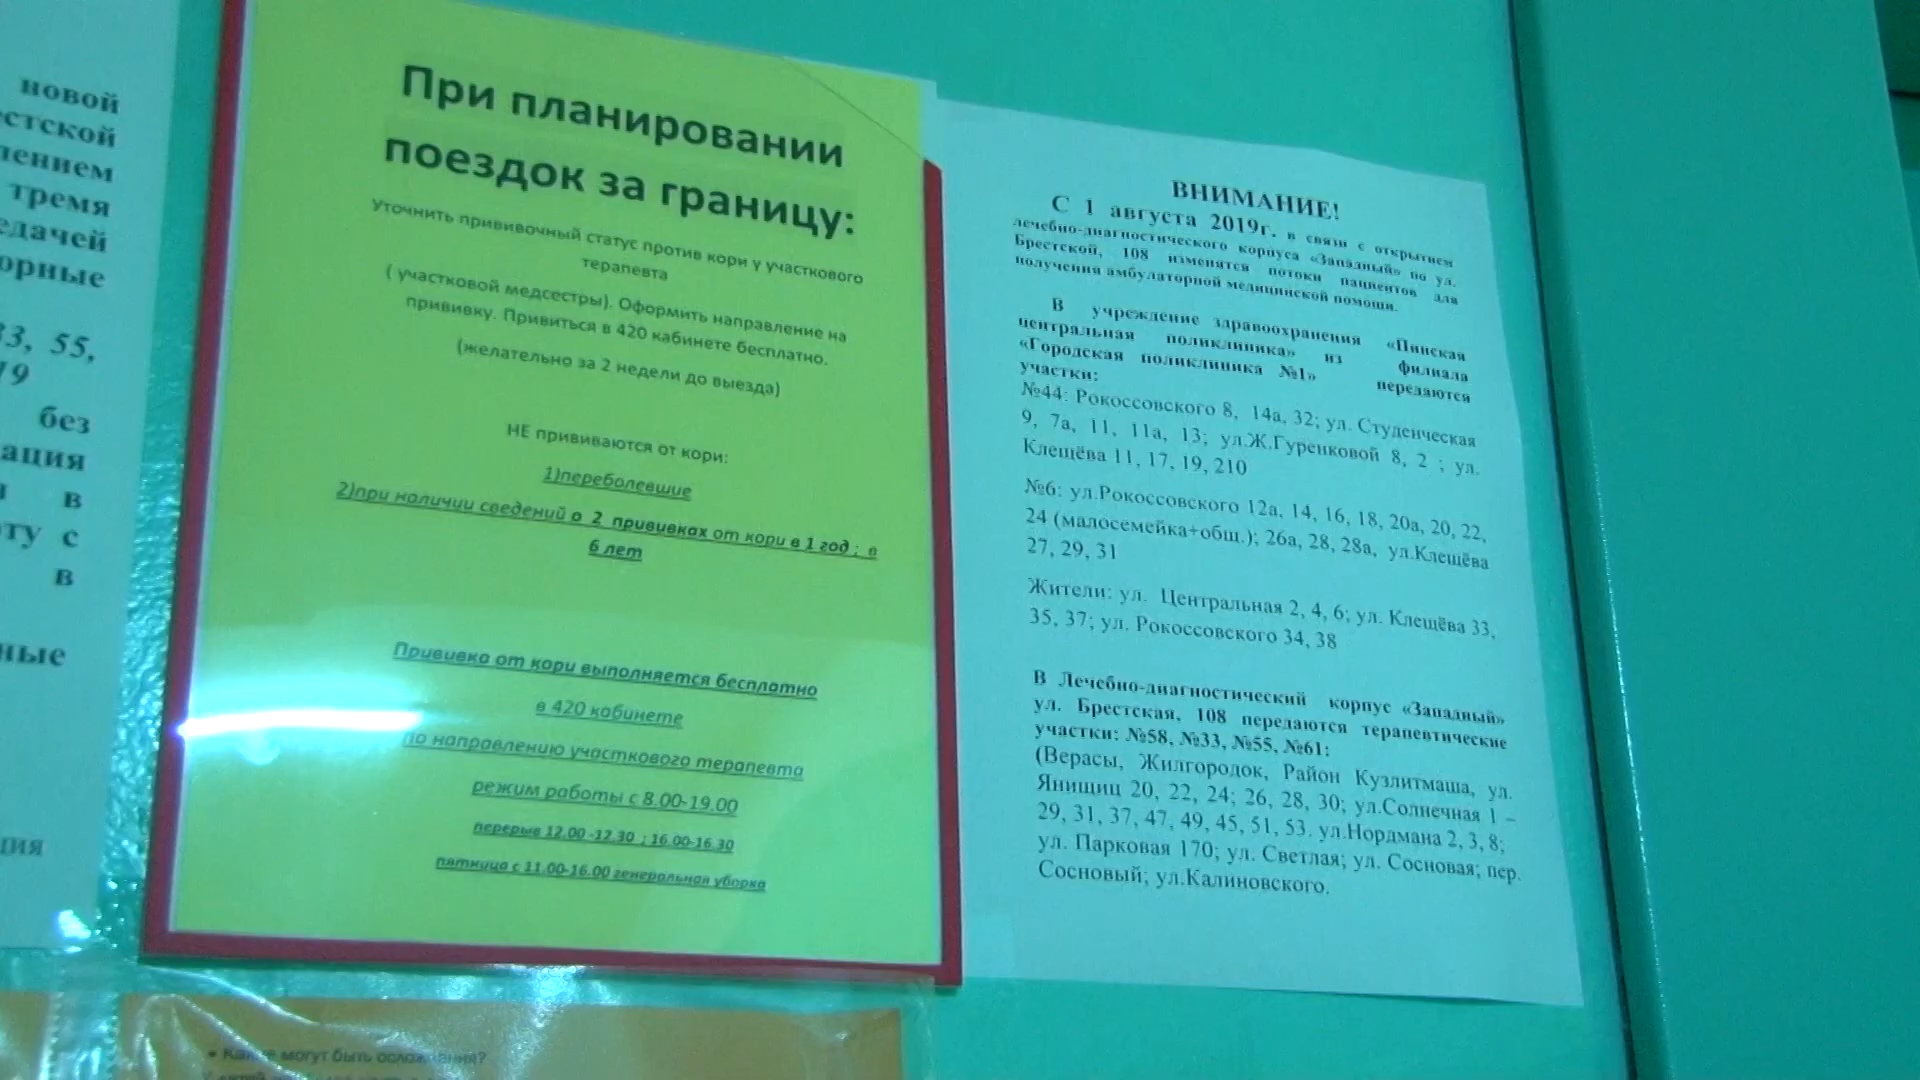 новой
тремя
33, 55,
без
в
с
в
При планировании
поездок за границу:
Уточнить прививочный статус против кори у участкового
терапевта
( участковой медсестры). Оформить направление на
прививку. Привиться в 420 кабинете бесплатно.
(желательно за 2 недели до выезда)
НЕ прививаются от кори:
1)переболевшие
2)при наличии сведений о 2 прививках от кори в 1 год ; в
6 лет
Прививка от кори выполняется бесплатно
в 420 кабинете
по направлению участкового терапевта
режим работы с 8.00-19.00
перерыв 12.00 -12.30 ; 16.00-16.30
пятница с 11.00-16.00 генеральная уборка
ВНИМАНИЕ!
С 1 августа 2019г. в связи с открытием
лечебно-диагностического корпуса «Западный» по ул.
Брестской, 108 изменятся потоки пациентов для
получения амбулаторной медицинской помощи.
В учреждение здравоохранения «Пинская
центральная поликлиника» из филиала
«Городская поликлиника №1» передаются
участки:
№44: Рокоссовского 8, 14а, 32; ул. Студенческая
9, 7а, 11, 11а, 13; ул.Ж.Гуренковой 8, 2 ; ул.
Клещёва 11, 17, 19, 210
№6: ул.Рокоссовского 12а, 14, 16, 18, 20а, 20, 22,
24 (малосемейка+общ.); 26а, 28, 28а, ул.Клещёва
27, 29, 31
Жители: ул. Центральная 2, 4, 6; ул. Клещёва 33,
35, 37; ул. Рокоссовского 34, 38
В Лечебно-диагностический корпус «Западный»
ул. Брестская, 108 передаются терапевтические
участки: №58, №33, №55, №61:
(Верасы, Жилгородок, Район Кузлитмаша, ул.
Янищиц 20, 22, 24; 26, 28, 30; ул.Солнечная 1 –
29, 31, 37, 47, 49, 45, 51, 53. ул.Нордмана 2, 3, 8;
ул. Парковая 170; ул. Светлая; ул. Сосновая; пер.
Сосновый; ул.Калиновского.
• Какие могут быть осложнения?